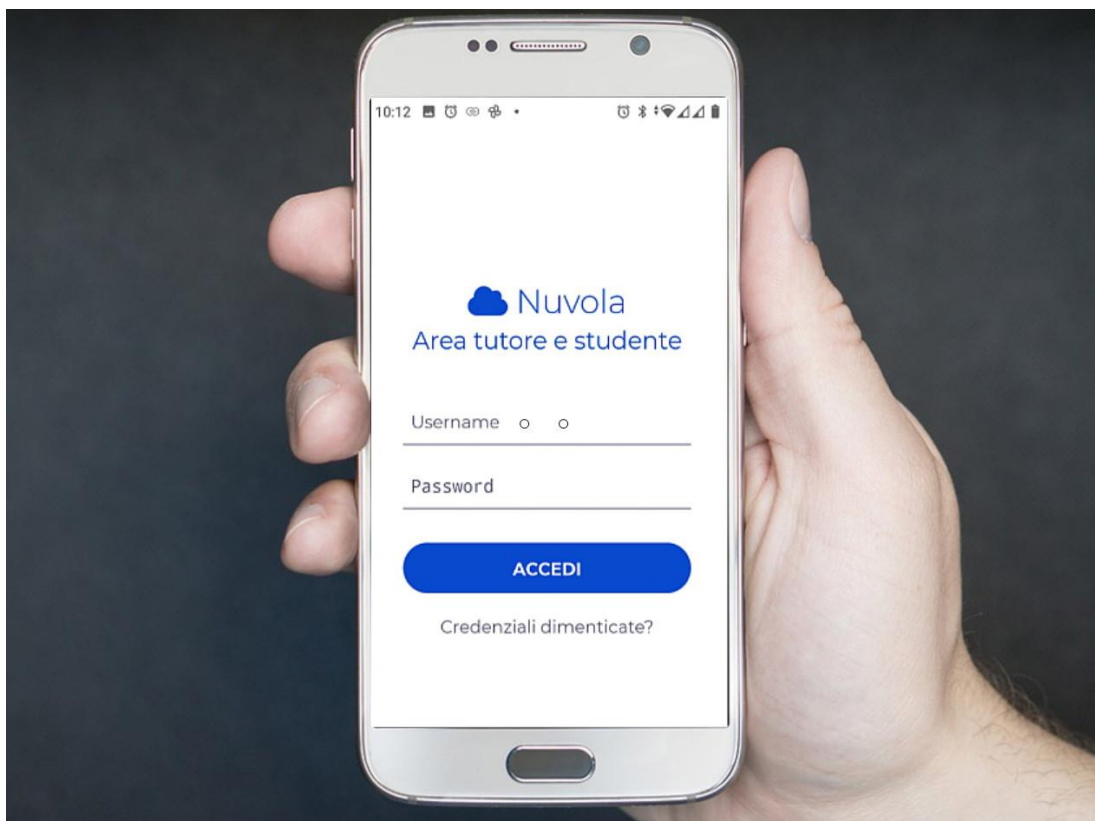 10:12
Nuvola
Area tutore e studente
Username
Password
ACCEDI
Credenziali dimenticate?